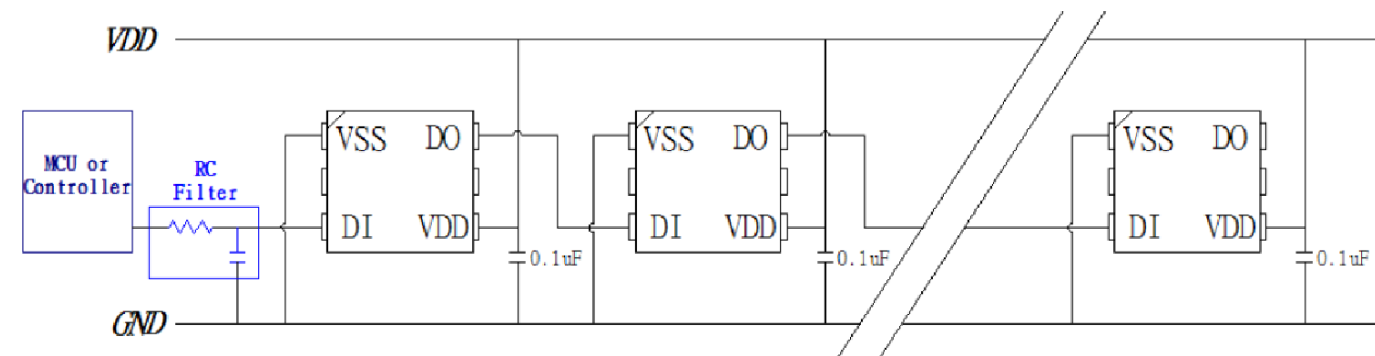 VDD
MCU or
Controller
RC
Filter
VSS DO
DI VDD
0.1uF
VSS DO
DI VDD
0.1uF
VSS DO
DI VDD
0.1uF
GND